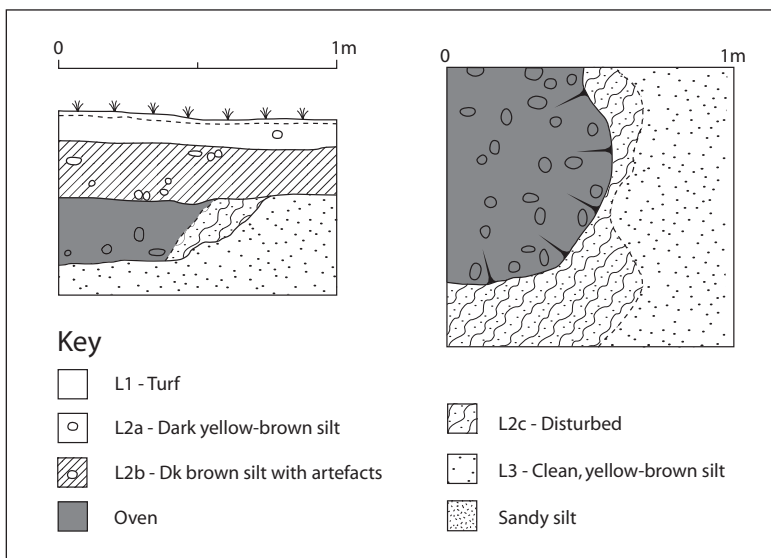 0 1m
0 1m
Key
L1 - Turf
L2a - Dark yellow-brown silt
L2b - Dk brown silt with artefacts
Oven
L2c - Disturbed
L3 - Clean, yellow-brown silt
Sandy silt